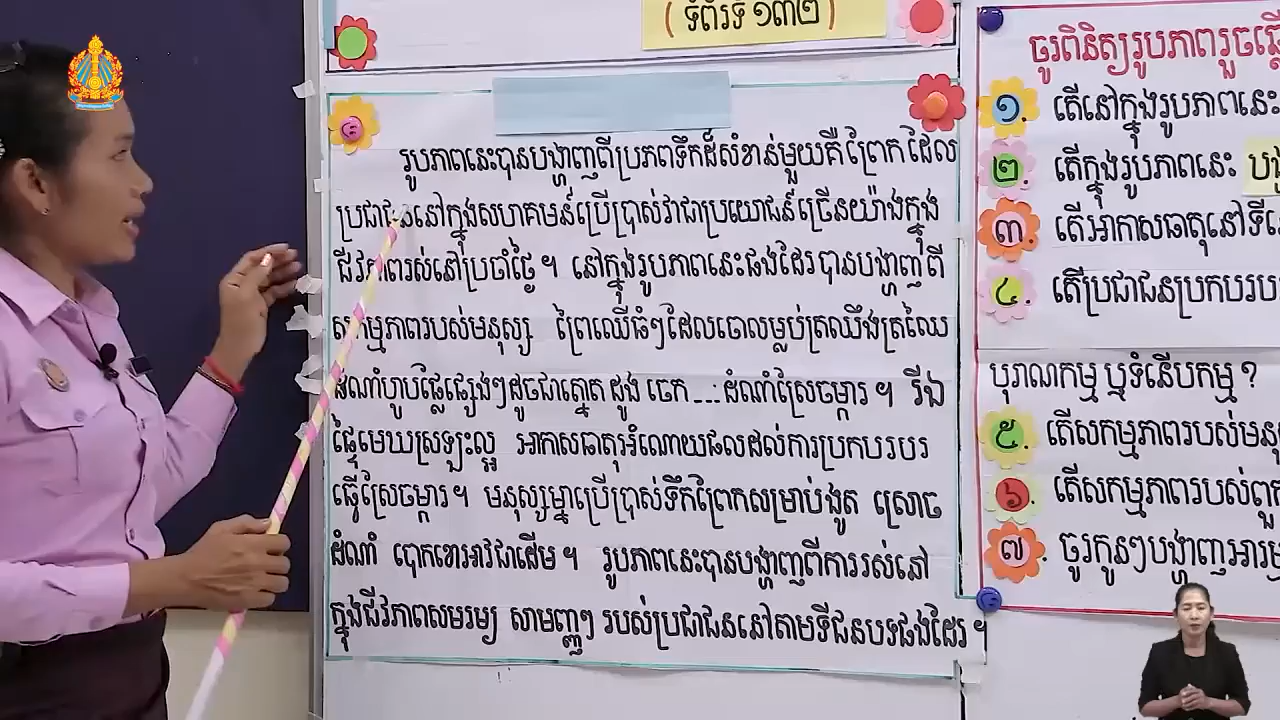 ( ទំព័រទី ១៣២ )
រូបភាពនេះបានបង្ហាញពីប្រភពទឹកដ៏សំខាន់មួយគឺ ព្រែក ដែល
ប្រជាជននៅក្នុងសហគមន៍ប្រើប្រាស់វាជាប្រយោជន៍ច្រើនយ៉ាងក្នុង
ជីវភាពរស់នៅប្រចាំថ្ងៃ ។ នៅក្នុងរូបភាពនេះផងដែរបានបង្ហាញពី
សកម្មភាពរបស់មនុស្ស ព្រៃឈើធំៗដែលចោលម្លប់ត្រឈឹងត្រឈៃ
ដំណាំហូបផ្លែផ្សេងៗដូចជាត្នោត ដូង ចេក ... ដំណាំស្រែចម្ការ ។ រីឯ
ផ្ទៃមេឃស្រឡះល្អ អាកាសធាតុអំណោយផលដល់ការប្រកបរបរ
ធ្វើស្រែចម្ការ ។ មនុស្សម្នាប្រើប្រាស់ទឹកព្រែកសម្រាប់ងូត ស្រោច
ដំណាំ បោកខោអាវជាដើម ។ រូបភាពនេះបានបង្ហាញពីការរស់នៅ
ក្នុងជីវភាពសមរម្យ សាមញ្ញៗ របស់ប្រជាជននៅតាមទីជនបទផងដែរ ។
ចូរពិនិត្យរូបភាពរួចឆ្លើ
១. តើនៅក្នុងរូបភាពនេះ
២. តើក្នុងរូបភាពនេះ បង្
៣. តើអាកាសធាតុនៅទីនេ
៤. តើប្រជាជនប្រកបរប
បុរាណកម្ម ឬទំនើបកម្ម ?
៥. តើសកម្មភាពរបស់មនុ
៦. តើសកម្មភាពរបស់ពួក
៧. ចូរកូនៗបង្ហាញអារម្